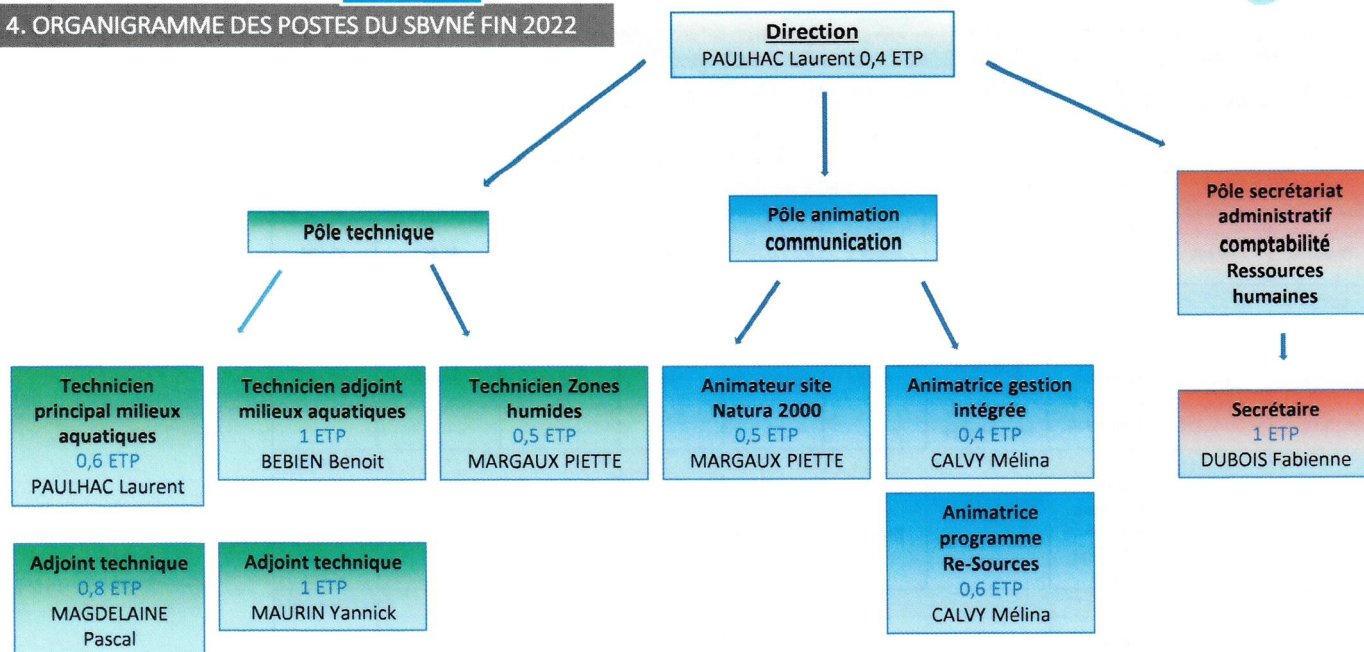 4. ORGANIGRAMME DES POSTES DU SBVNÉ FIN 2022
Direction
PAULHAC Laurent 0,4 ETP
Pôle technique
Pôle animation
communication
Pôle secrétariat
administratif
comptabilité
Ressources
humaines
Technicien
principal milieux
aquatiques
0,6 ETP
PAULHAC Laurent
Technicien adjoint
milieux aquatiques
1 ETP
BEBIEN Benoit
Technicien Zones
humides
0,5 ETP
MARGAUX PIETTE
Animateur site
Natura 2000
0,5 ETP
MARGAUX PIETTE
Animatrice gestion
intégrée
0,4 ETP
CALVY Mélina
Secrétaire
1 ETP
DUBOIS Fabienne
Adjoint technique
0,8 ETP
MAGDELAINE
Pascal
Adjoint technique
1 ETP
MAURIN Yannick
Animatrice
programme
Re-Sources
0,6 ETP
CALVY Mélina